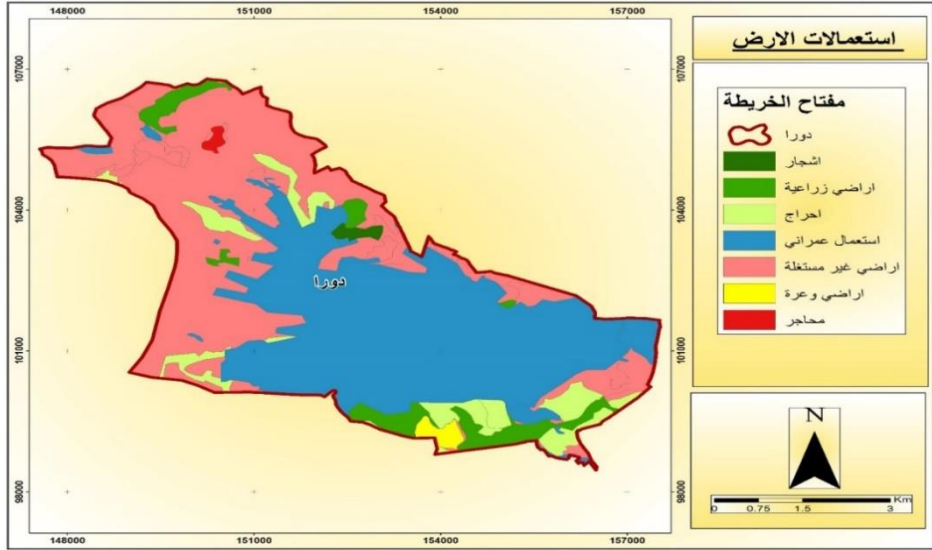 استعمالات الارض
مفتاح الخريطة
دورا
اشجار
اراضي زراعية
احراج
استعمال عمراني
اراضي غير مستغلة
اراضي وعرة
محاجر
N
Km
0 0.75 1.5 3
148000 151000 154000 157000
107000 107000
104000 104000
دورا
101000 101000
98000 98000
148000 151000 154000 157000